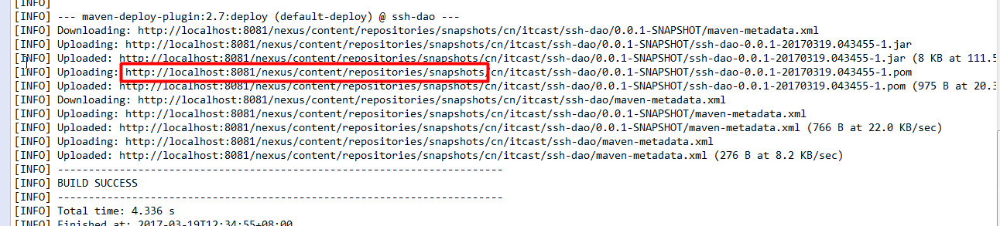 [INFO]
[INFO] --- maven-deploy-plugin:2.7:deploy (default-deploy) @ ssh-dao ---
[INFO] Downloading: http://localhost:8081/nexus/content/repositories/snapshots/cn/itcast/ssh-dao/0.0.1-SNAPSHOT/maven-metadata.xml
[INFO] Uploading: http://localhost:8081/nexus/content/repositories/snapshots/cn/itcast/ssh-dao/0.0.1-SNAPSHOT/ssh-dao-0.0.1-20170319.043455-1.jar
[INFO] Uploaded: http://localhost:8081/nexus/content/repositories/snapshots/cn/itcast/ssh-dao/0.0.1-SNAPSHOT/ssh-dao-0.0.1-20170319.043455-1.jar (8 KB at 111.5
[INFO] Uploading: http://localhost:8081/nexus/content/repositories/snapshots/cn/itcast/ssh-dao/0.0.1-SNAPSHOT/ssh-dao-0.0.1-20170319.043455-1.pom
[INFO] Uploaded: http://localhost:8081/nexus/content/repositories/snapshots/cn/itcast/ssh-dao/0.0.1-SNAPSHOT/ssh-dao-0.0.1-20170319.043455-1.pom (975 B at 20.3
[INFO] Downloading: http://localhost:8081/nexus/content/repositories/snapshots/cn/itcast/ssh-dao/maven-metadata.xml
[INFO] Uploading: http://localhost:8081/nexus/content/repositories/snapshots/cn/itcast/ssh-dao/0.0.1-SNAPSHOT/maven-metadata.xml
[INFO] Uploaded: http://localhost:8081/nexus/content/repositories/snapshots/cn/itcast/ssh-dao/0.0.1-SNAPSHOT/maven-metadata.xml (766 B at 22.0 KB/sec)
[INFO] Uploading: http://localhost:8081/nexus/content/repositories/snapshots/cn/itcast/ssh-dao/maven-metadata.xml
[INFO] Uploaded: http://localhost:8081/nexus/content/repositories/snapshots/cn/itcast/ssh-dao/maven-metadata.xml (276 B at 8.2 KB/sec)
[INFO] ------------------------------------------------------------------------
[INFO] BUILD SUCCESS
[INFO] ------------------------------------------------------------------------
[INFO] Total time: 4.336 s
[INFO] Finished at: 2017-03-19T12:34:55+08:00